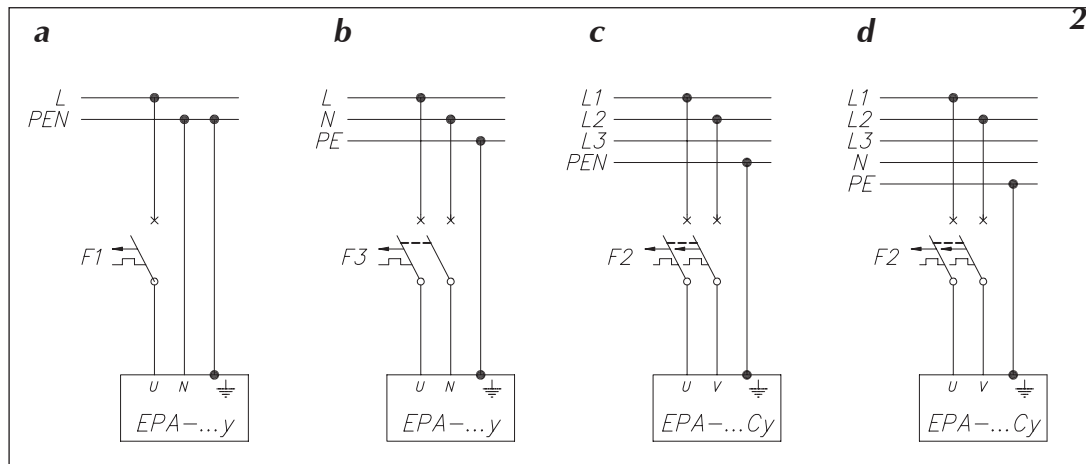 a b c d 2
L L L1 L1
PEN N L2 L2
PE L3 L3
PEN N
PE
F1 F3 F2 F2
U N U N U V U V
EPA-...y EPA-...y EPA-...Cy EPA-...Cy